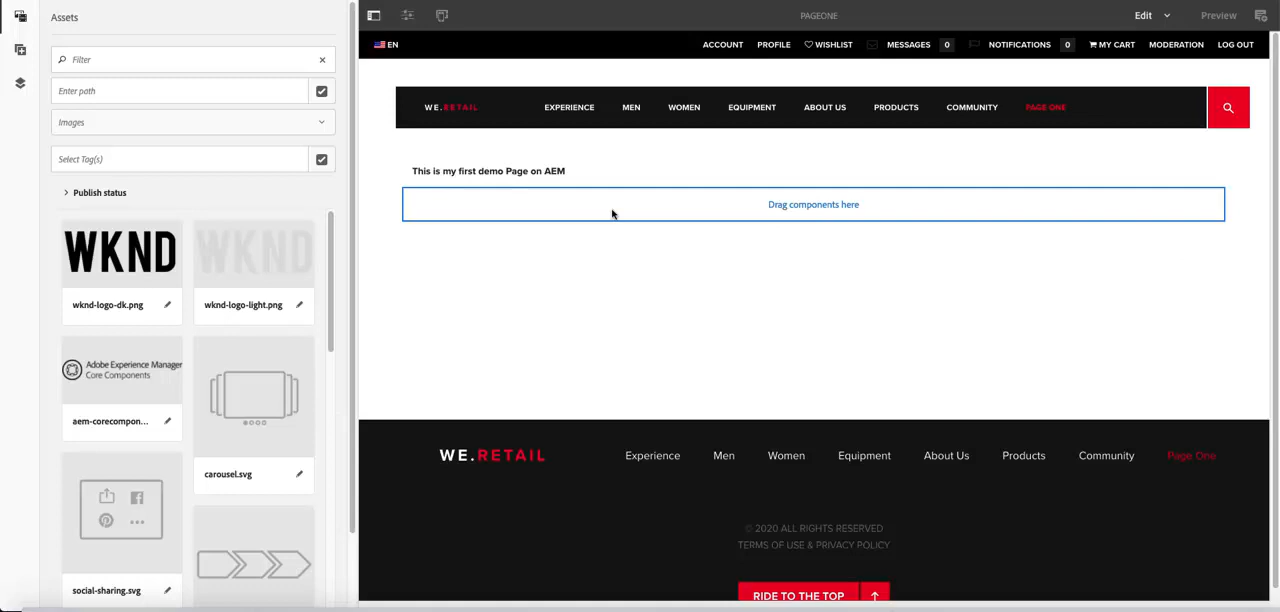 Assets
Filter
Enter path
Images
Select Tag(s)
Publish status
WKND
WKND
wknd-logo-dk.png
wknd-logo-light.png
Adobe Experience Manager
Core Components
aem-corecompon...
carousel.svg
social-sharing.svg
PAGEONE
Edit
Preview
EN
ACCOUNT PROFILE WISHLIST MESSAGES 0 NOTIFICATIONS 0 MY CART MODERATION LOG OUT
WE.RETAIL EXPERIENCE MEN WOMEN EQUIPMENT ABOUT US PRODUCTS COMMUNITY PAGE ONE
This is my first demo Page on AEM
Drag components here
WE.RETAIL Experience Men Women Equipment About Us Products Community Page One
© 2020 ALL RIGHTS RESERVED
TERMS OF USE & PRIVACY POLICY
RIDE TO THE TOP